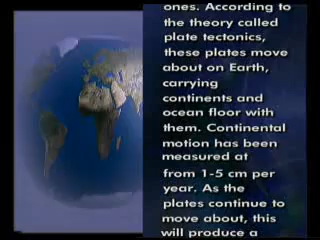 ones. According to
the theory called
plate tectonics,
these plates move
about on Earth,
carrying
continents and
ocean floor with
them. Continental
motion has been
measured at
from 1-5 cm per
year. As the
plates continue to
move about, this
will produce a